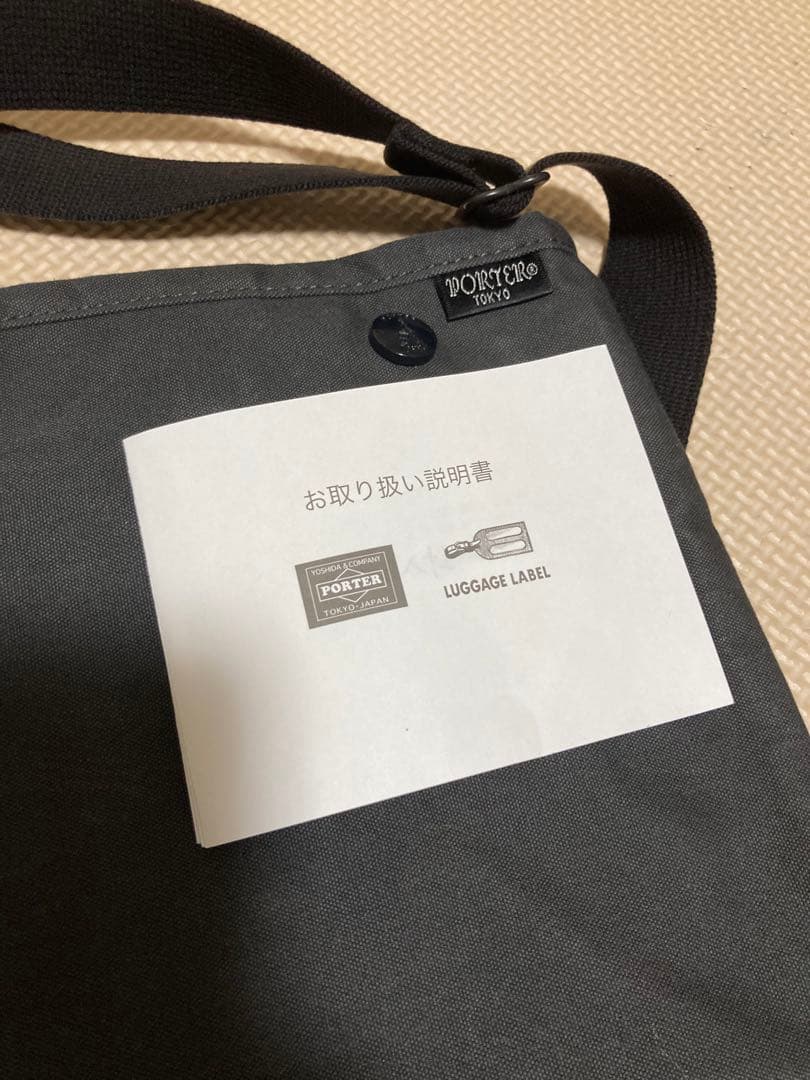 PORTER®
TOKYO
お取り扱い説明書
YOSHIDA & COMPANY
PORTER
TOKYO-JAPAN
LUGGAGE LABEL